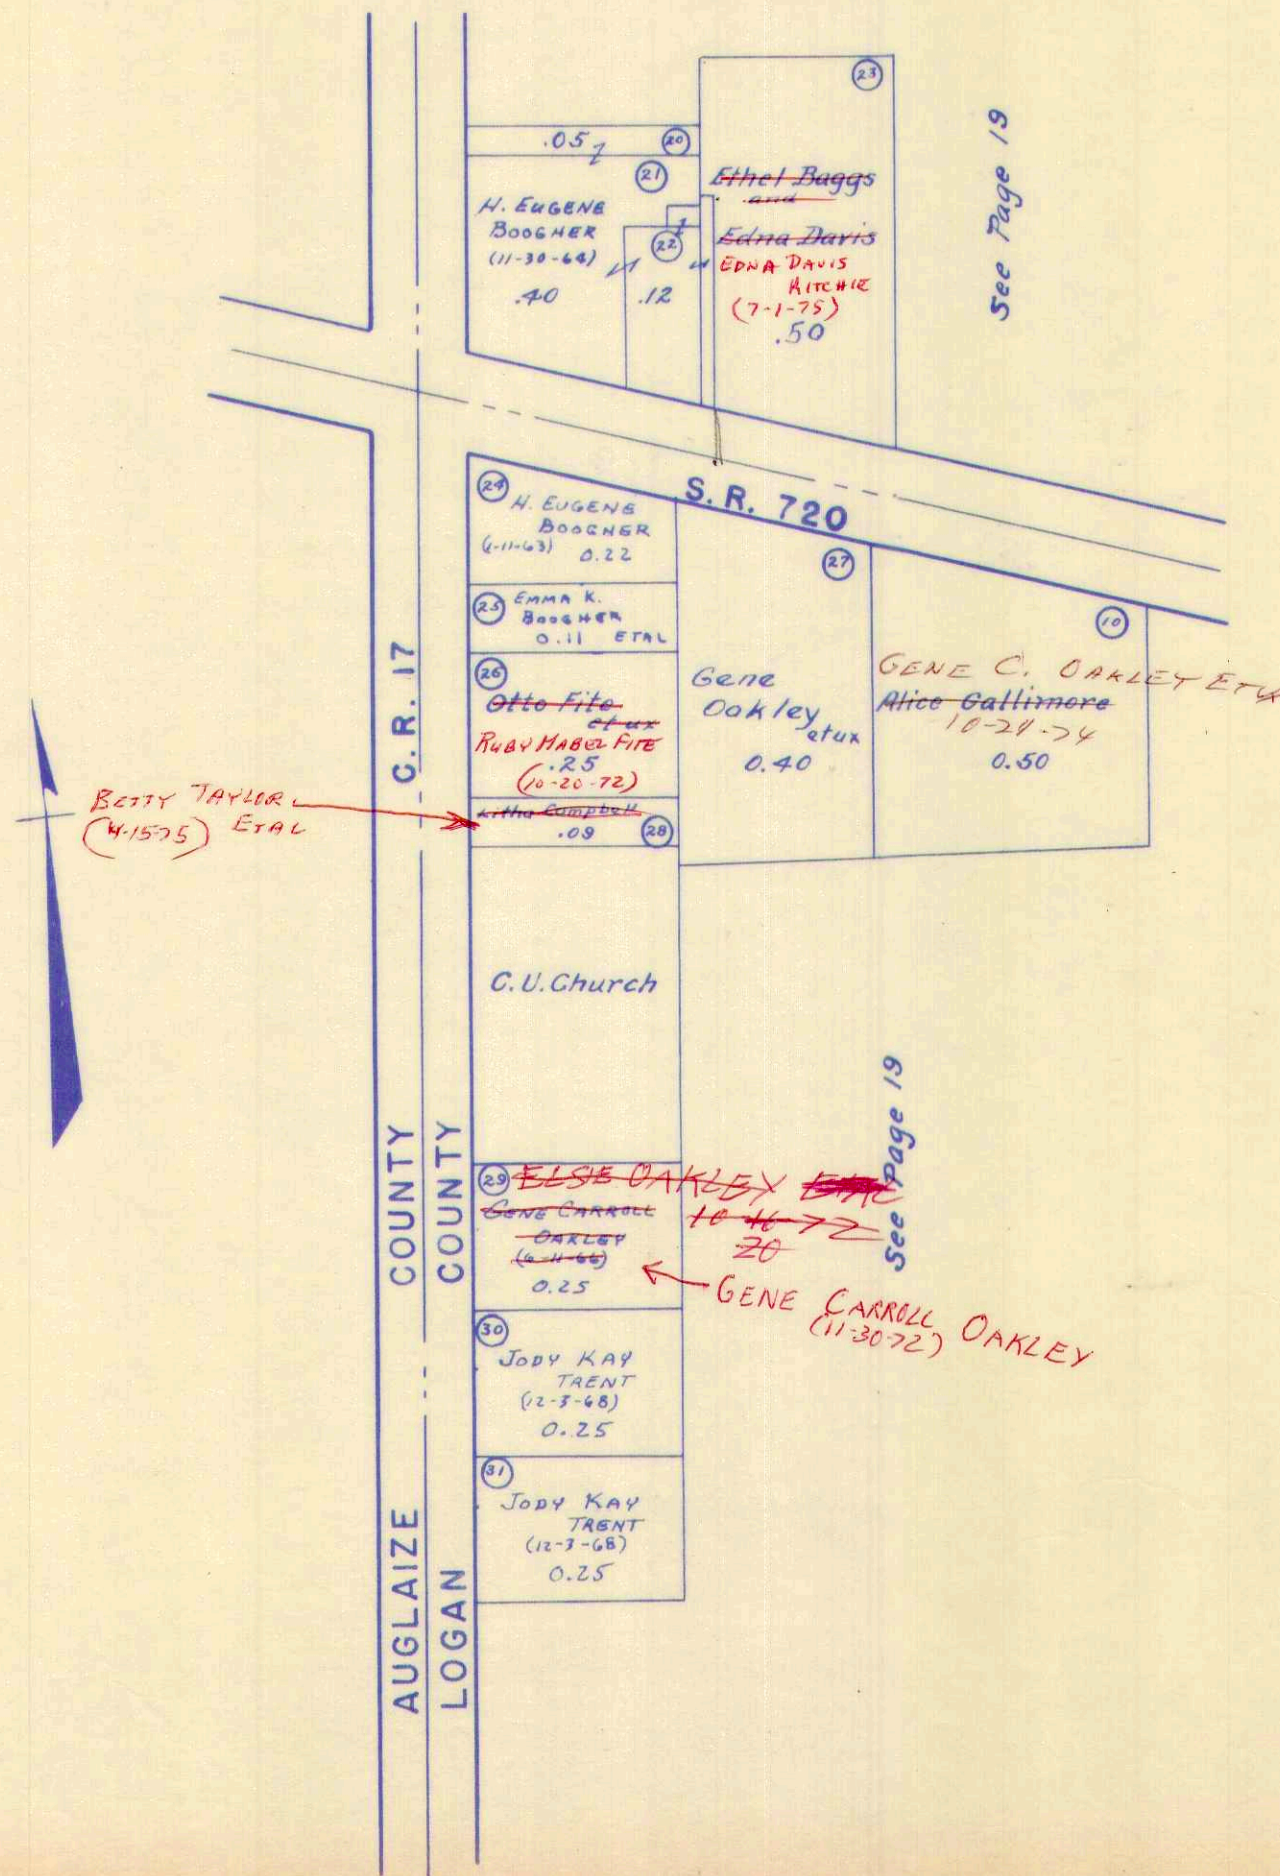 23
.05
20
21
Ethel Baggs
and
Edna Davis
EDNA DAVIS
RITCHIE
(7-1-75)
.50
See Page 19
H. EUGENE
BOOGHER
(11-30-64)
.40
22
.12
S.R. 720
24
H. EUGENE
BOOGHER
0.22
25
EMMA K.
BOOGHER
0.11 ETAL
26
Otto Fite
et ux
RUBY MABEL FITE
.25
(10-20-72)
27
Gene
Oakley
etux
0.40
10
GENE C. OAKLEY ETUX
Alice Gallimore
10-24-74
0.50
C.R. 17
BETTY TAYLOR
(4-15-75) ETAL
Campbell
.09
28
C.U. Church
29
ELSIE OAKLEY ETAL
GENE CARROLL
OAKLEY
(6-11-66)
0.25
10-16-72
20
See Page 19
GENE CARROLL OAKLEY
(11-30-72)
30
JODY KAY
TRENT
(12-3-68)
0.25
31
JODY KAY
TRENT
(12-3-68)
0.25
AUGLAIZE COUNTY
LOGAN COUNTY